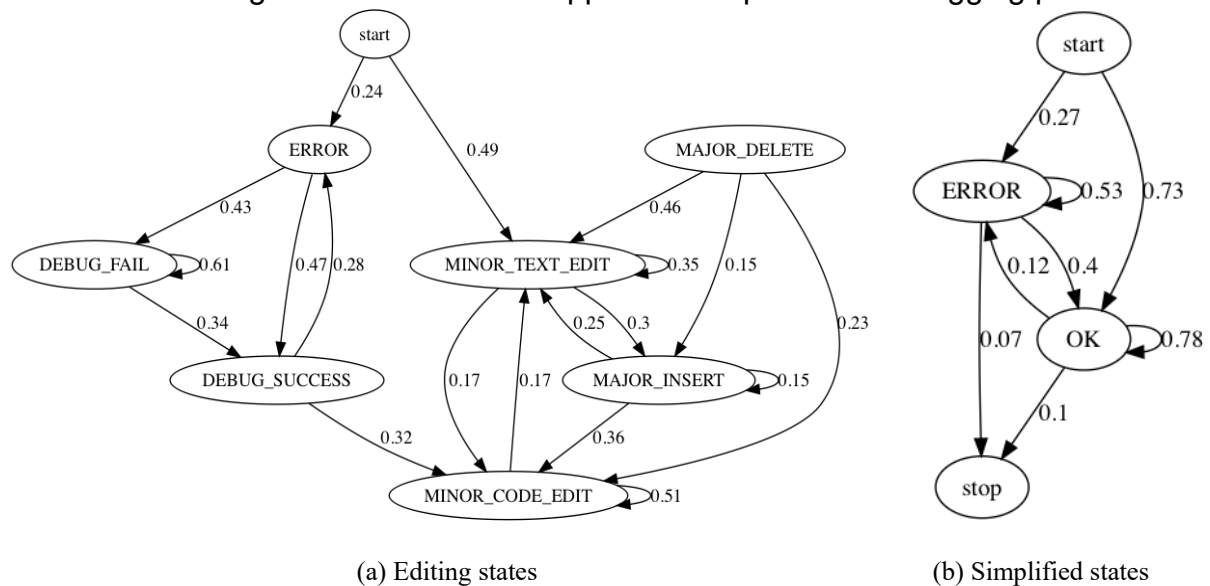 start
0.24
0.49
ERROR
MAJOR_DELETE
0.43
0.47
0.28
0.46
0.15
0.23
DEBUG_FAIL
0.61
MINOR_TEXT_EDIT
0.35
0.34
0.25
0.3
DEBUG_SUCCESS
0.17
0.17
MAJOR_INSERT
0.15
0.32
0.36
MINOR_CODE_EDIT
0.51
(a) Editing states
start
0.27
0.73
ERROR
0.53
0.12
0.4
0.07
OK
0.78
0.1
stop
(b) Simplified states